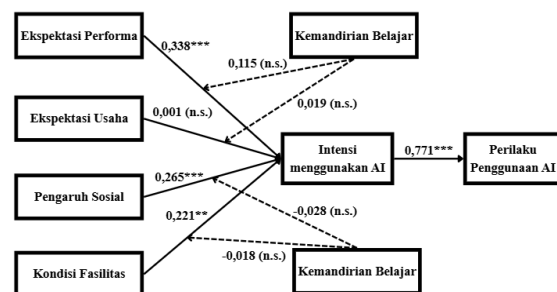 Ekspektasi Performa
Kemandirian Belajar
0,338***
0,115 (n.s.)
0,019 (n.s.)
Ekspektasi Usaha
0,001 (n.s.)
Intensi
menggunakan AI
0,771***
Perilaku
Penggunaan AI
Pengaruh Sosial
0,265***
0,221**
-0,028 (n.s.)
-0,018 (n.s.)
Kondisi Fasilitas
Kemandirian Belajar